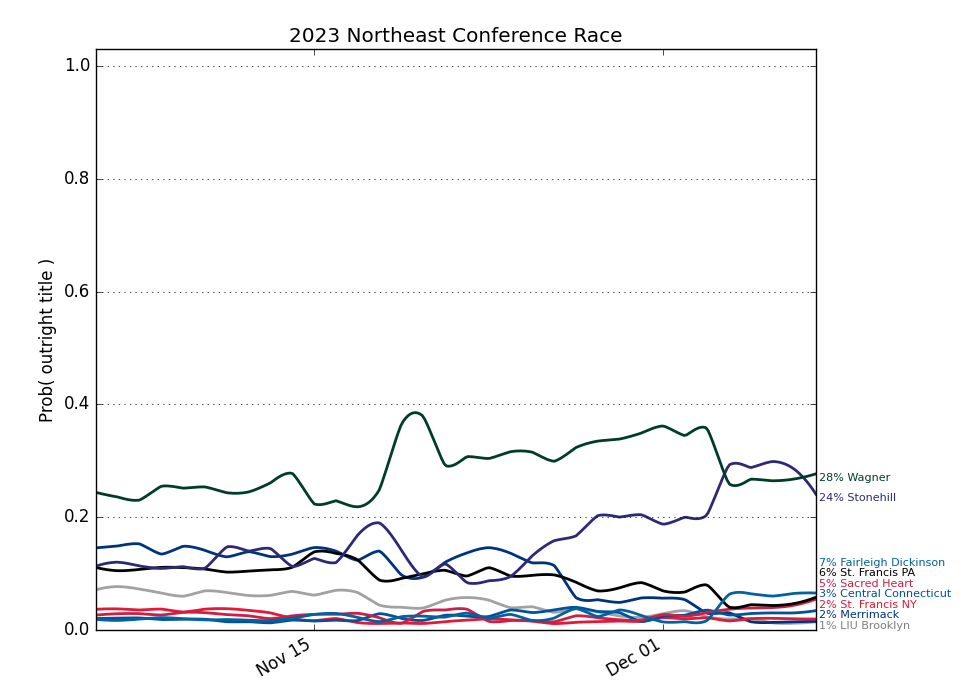 2023 Northeast Conference Race
1.0
0.8
0.6
0.4
0.2
0.0
Prob( outright title )
Nov 15
Dec 01
28% Wagner
24% Stonehill
7% Fairleigh Dickinson
6% St. Francis PA
5% Sacred Heart
3% Central Connecticut
2% St. Francis NY
2% Merrimack
1% LIU Brooklyn